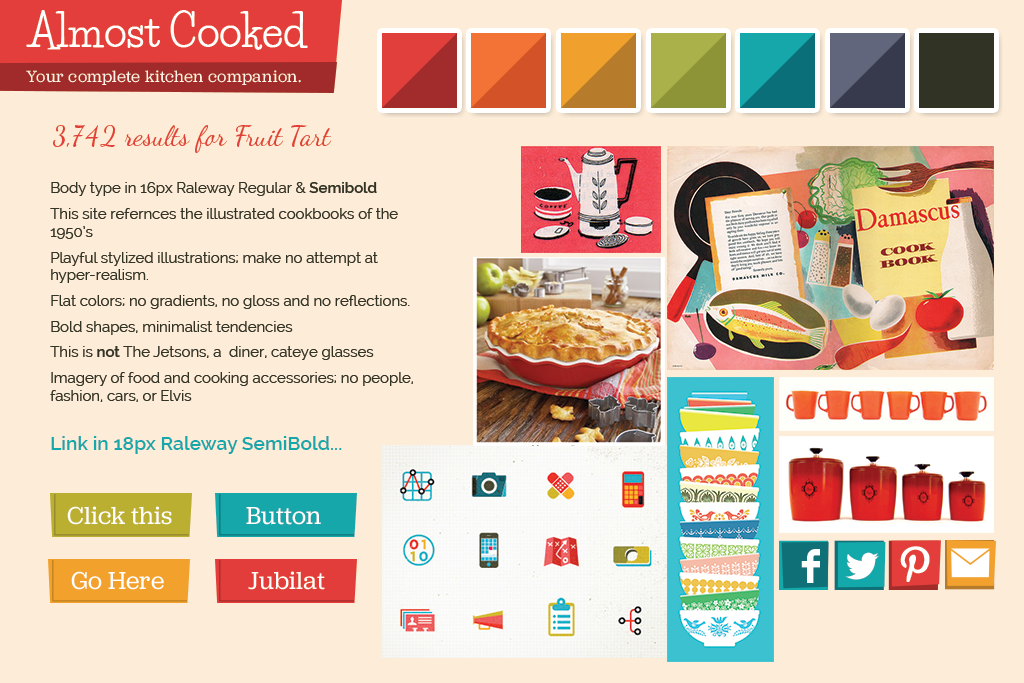 Almost Cooked
Your complete kitchen companion.
3,742 results for Fruit Tart
Body type in 16px Raleway Regular & Semibold
This site refernces the illustrated cookbooks of the
1950's
Playful stylized illustrations; make no attempt at
hyper-realism.
Flat colors; no gradients, no gloss and no reflections.
Bold shapes, minimalist tendencies
This is not The Jetsons, a  diner, cateye glasses
Imagery of food and cooking accessories; no people,
fashion, cars, or Elvis
Link in 18px Raleway SemiBold...
Click this
Button
Go Here
Jubilat
COFFEE
Damascus
COOK
BOOK
DAMASCUS MILK CO.
01
10